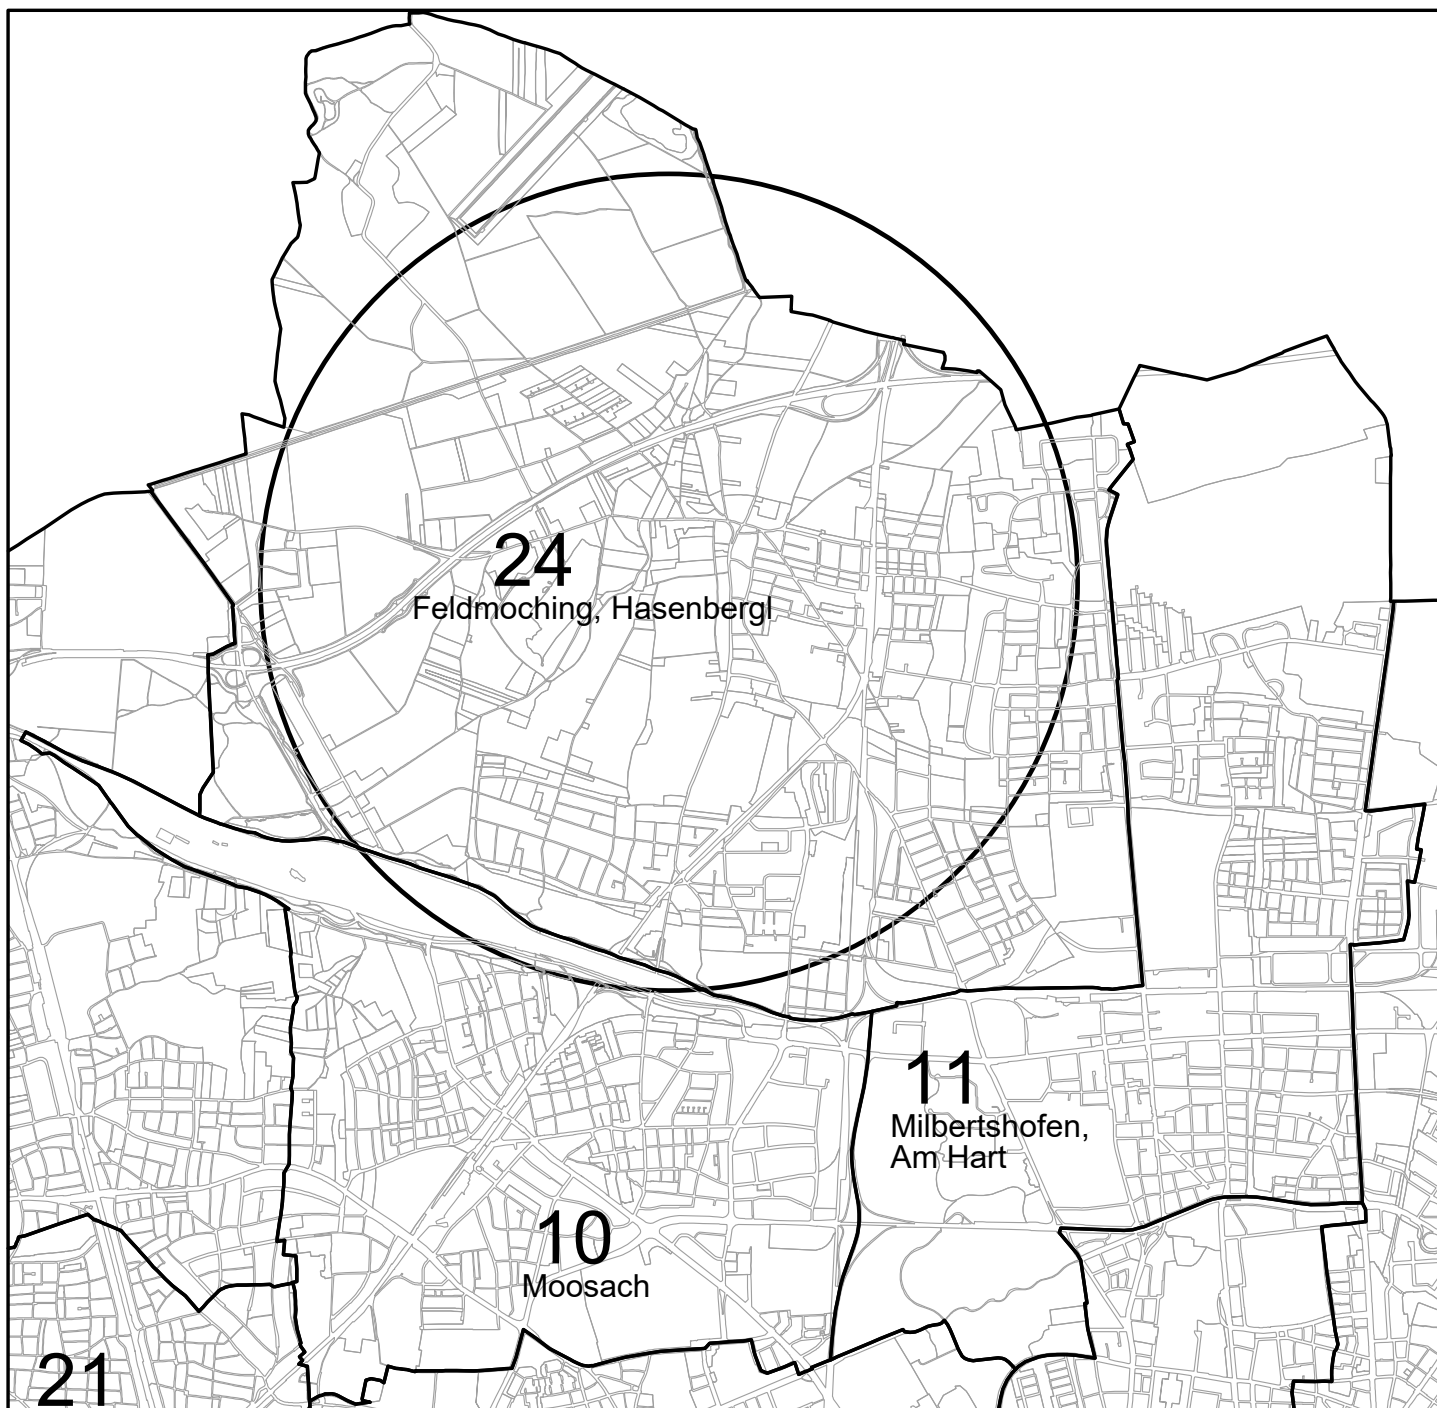 24
Feldmoching, Hasenbergl
11
Milbertshofen,
Am Hart
10
Moosach
21